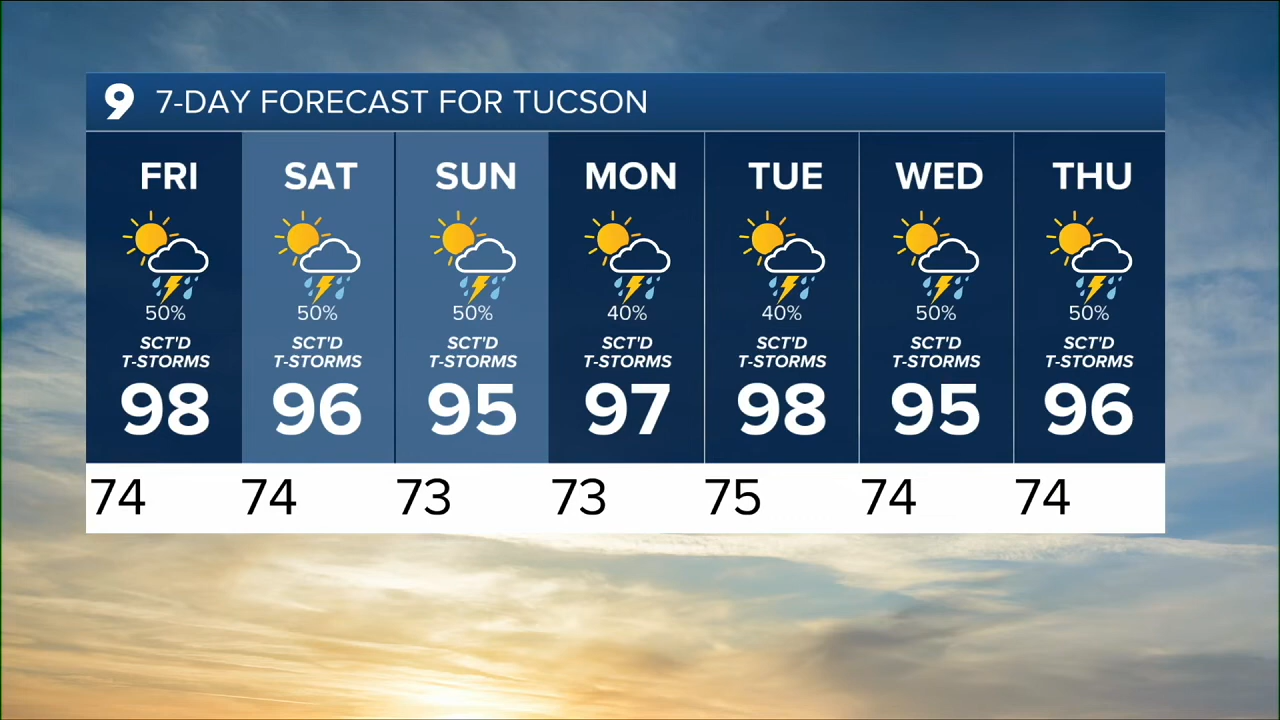 9 7-DAY FORECAST FOR TUCSON
FRI SAT SUN MON TUE WED THU
50% 50% 50% 40% 40% 50% 50%
SCT'D SCT'D SCT'D SCT'D SCT'D SCT'D SCT'D
T-STORMS T-STORMS T-STORMS T-STORMS T-STORMS T-STORMS T-STORMS
98 96 95 97 98 95 96
74 74 73 73 75 74 74